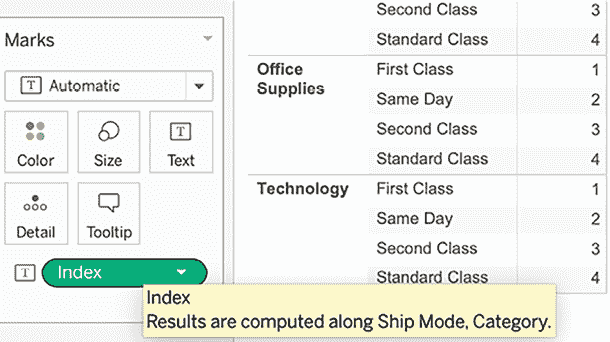 Marks
Automatic
Color Size Text
Detail Tooltip
Index
Second Class 3
Standard Class 4
Office Supplies First Class 1
Same Day 2
Second Class 3
Standard Class 4
Technology First Class 1
Same Day 2
Second Class 3
Standard Class 4
Index
Results are computed along Ship Mode, Category.